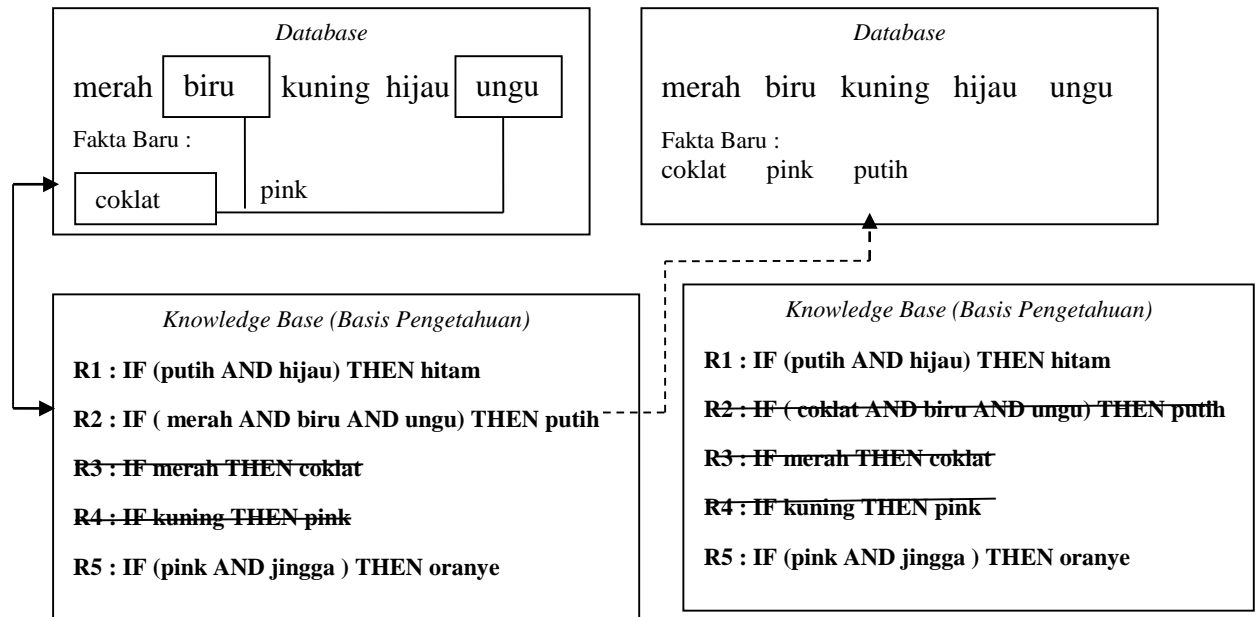 Database
merah biru kuning hijau ungu
Fakta Baru :
coklat pink
Database
merah biru kuning hijau ungu
Fakta Baru :
coklat pink putih
Knowledge Base (Basis Pengetahuan)
R1 : IF (putih AND hijau) THEN hitam
R2 : IF ( merah AND biru AND ungu) THEN putih
R3 : IF merah THEN coklat
R4 : IF kuning THEN pink
R5 : IF (pink AND jingga ) THEN oranye
Knowledge Base (Basis Pengetahuan)
R1 : IF (putih AND hijau) THEN hitam
R2 : IF ( coklat AND biru AND ungu) THEN putih
R3 : IF merah THEN coklat
R4 : IF kuning THEN pink
R5 : IF (pink AND jingga ) THEN oranye